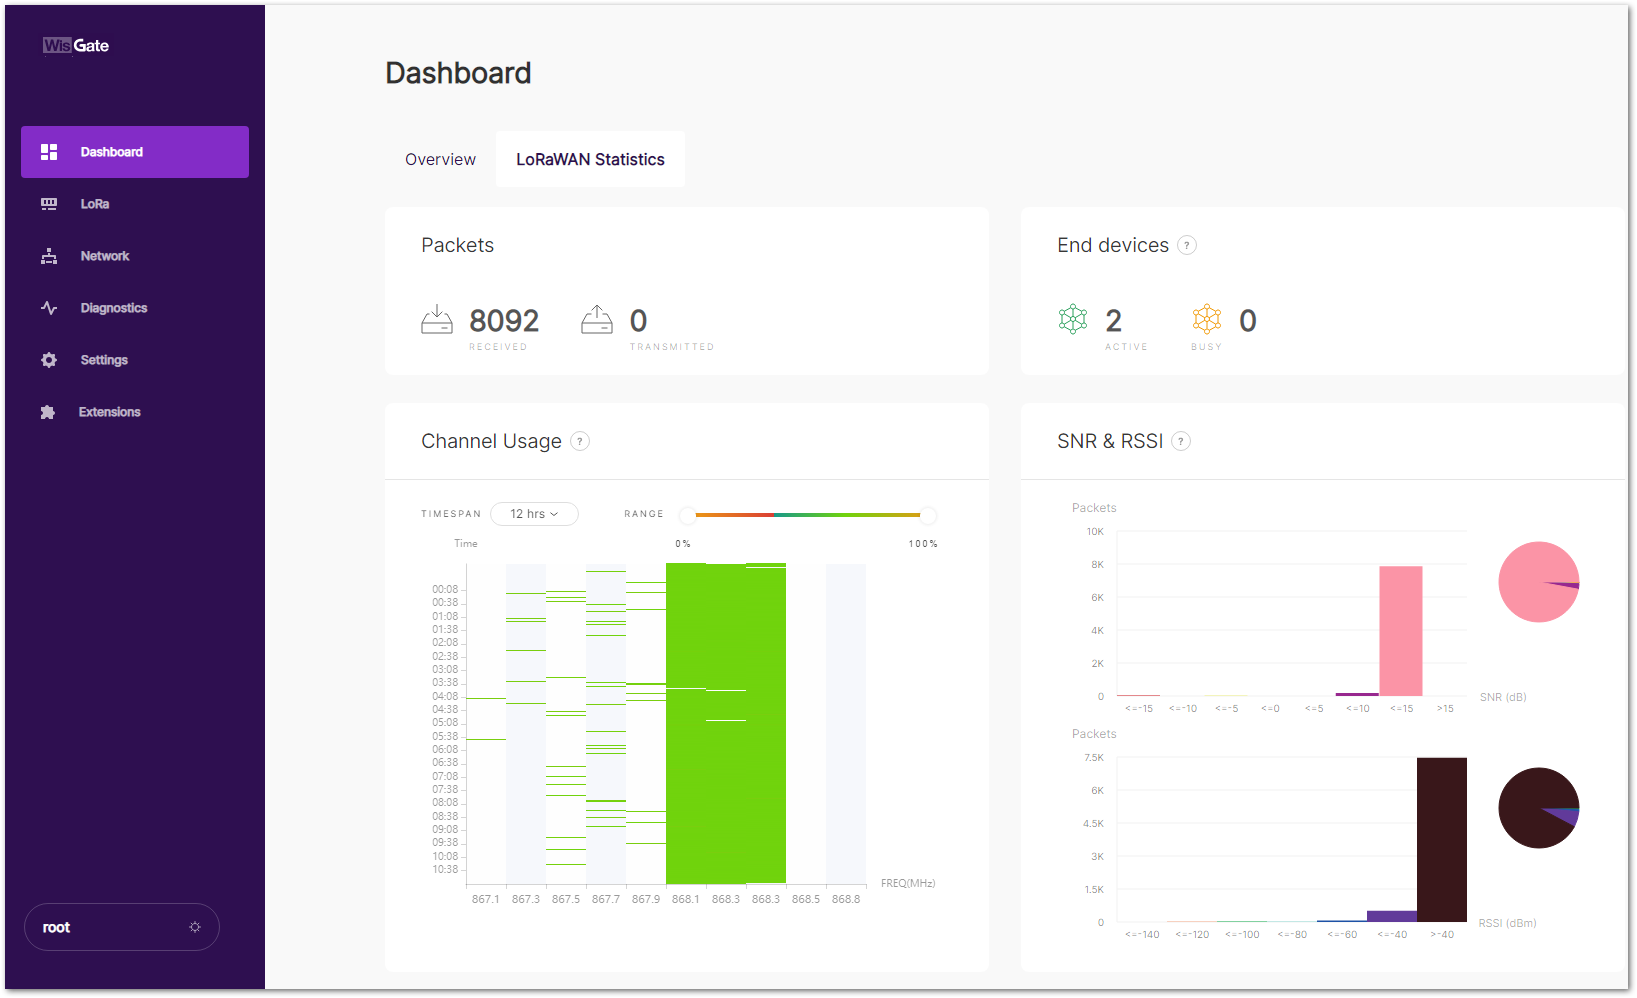 WisGate
Dashboard
LoRa
Network
Diagnostics
Settings
Extensions
root
Dashboard
Overview
LoRaWAN Statistics
Packets
8092
RECEIVED
0
TRANSMITTED
End devices ?
2
ACTIVE
0
BUSY
Channel Usage ?
TIMESPAN 12 hrs
RANGE
0% 100%
Time
00:08
00:38
01:08
01:38
02:08
02:38
03:08
03:38
04:08
04:38
05:08
05:38
06:08
06:38
07:08
07:38
08:08
08:38
09:08
09:38
10:08
10:38
FREQ(MHz)
867.1 867.3 867.5 867.7 867.9 868.1 868.3 868.3 868.5 868.8
SNR & RSSI ?
Packets
10K
8K
6K
4K
2K
0
<=-15 <=-10 <=-5 <=0 <=5 <=10 <=15 >15
SNR (dB)
Packets
7.5K
6K
4.5K
3K
1.5K
0
<=-140 <=-120 <=-100 <=-80 <=-60 <=-40 >-40
RSSI (dBm)